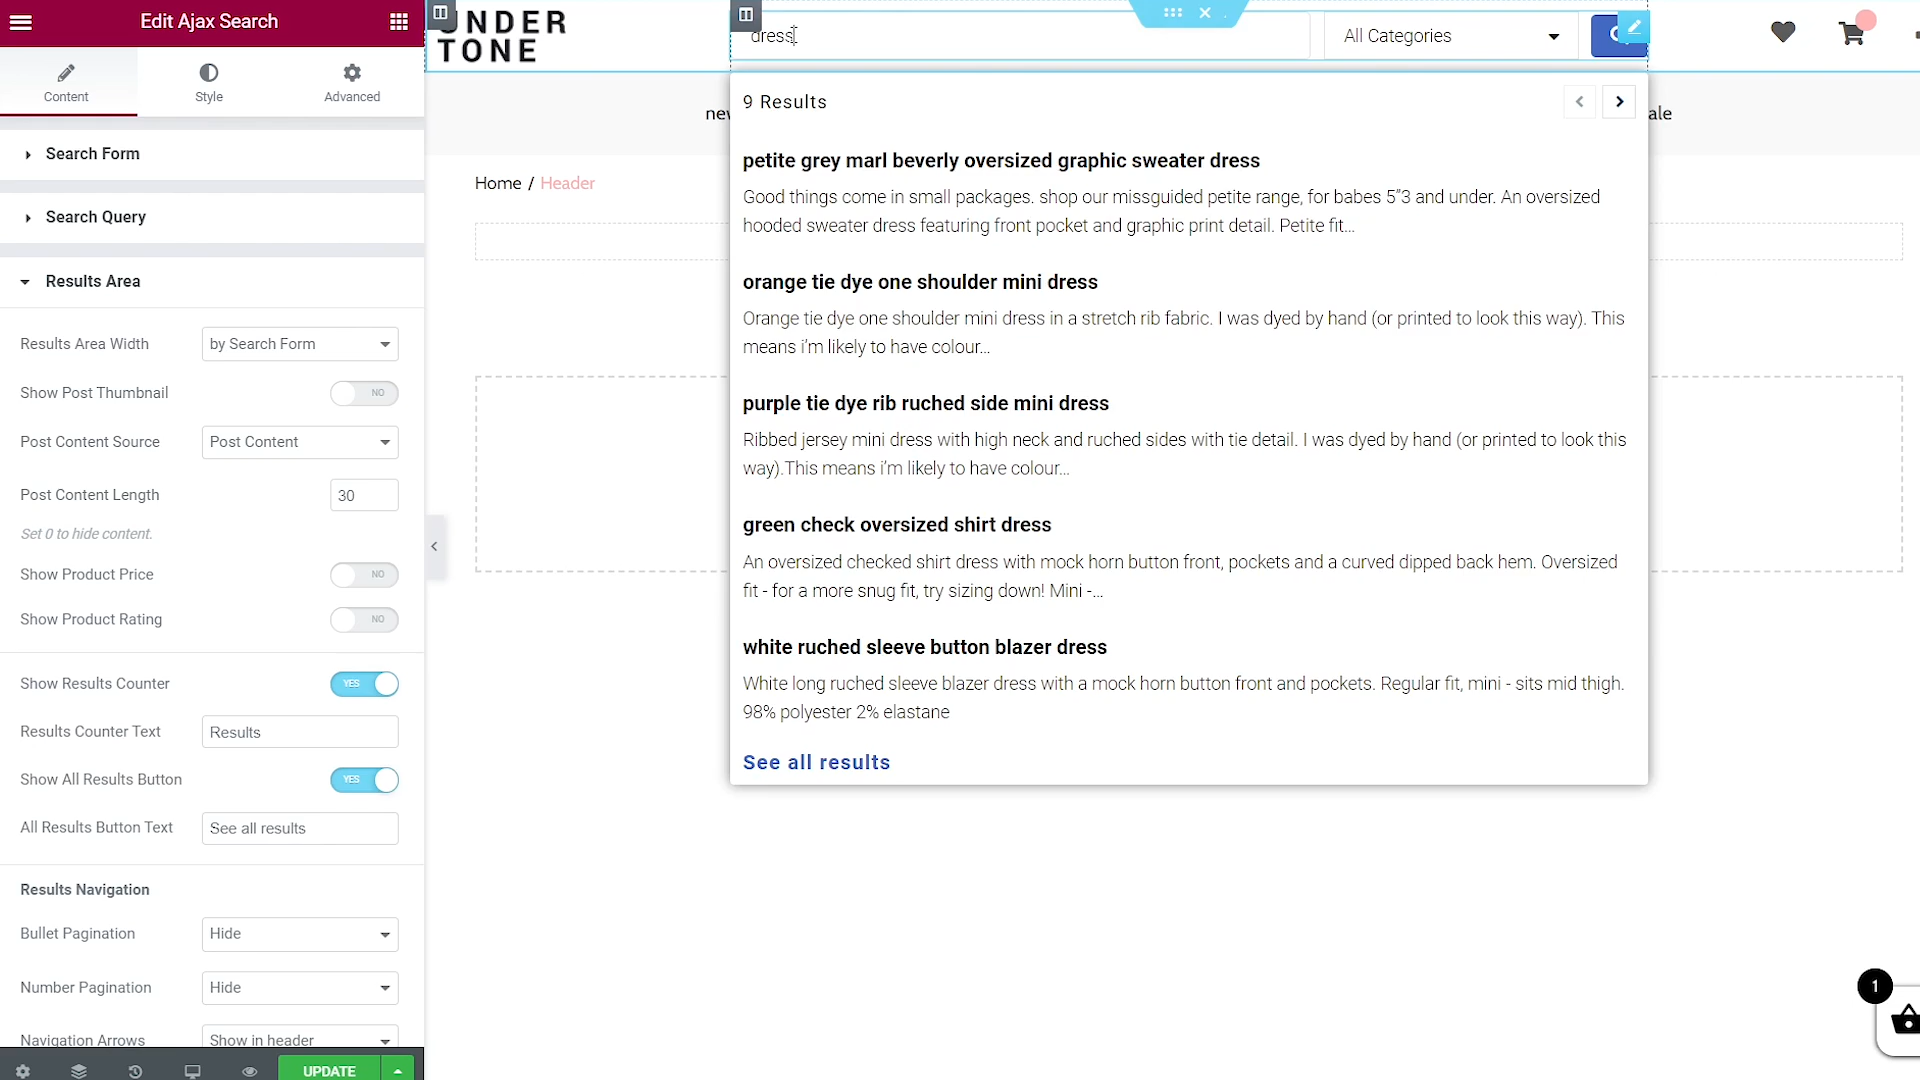 Edit Ajax Search
Content
Style
Advanced
Search Form
Search Query
Results Area
Results Area Width
by Search Form
Show Post Thumbnail
NO
Post Content Source
Post Content
Post Content Length
30
Set 0 to hide content.
Show Product Price
NO
Show Product Rating
NO
Show Results Counter
YES
Results Counter Text
Results
Show All Results Button
YES
All Results Button Text
See all results
Results Navigation
Bullet Pagination
Hide
Number Pagination
Hide
Navigation Arrows
Show in header
UPDATE
UNDER
TONE
dress
All Categories
Home / Header
9 Results
petite grey marl beverly oversized graphic sweater dress
Good things come in small packages. shop our missguided petite range, for babes 5”3 and under. An oversized
hooded sweater dress featuring front pocket and graphic print detail. Petite fit...
orange tie dye one shoulder mini dress
Orange tie dye one shoulder mini dress in a stretch rib fabric. I was dyed by hand (or printed to look this way). This
means i’m likely to have colour...
purple tie dye rib ruched side mini dress
Ribbed jersey mini dress with high neck and ruched sides with tie detail. I was dyed by hand (or printed to look this
way).This means i’m likely to have colour...
green check oversized shirt dress
An oversized checked shirt dress with mock horn button front, pockets and a curved dipped back hem. Oversized
fit - for a more snug fit, try sizing down! Mini -...
white ruched sleeve button blazer dress
White long ruched sleeve blazer dress with a mock horn button front and pockets. Regular fit, mini - sits mid thigh.
98% polyester 2% elastane
See all results
1